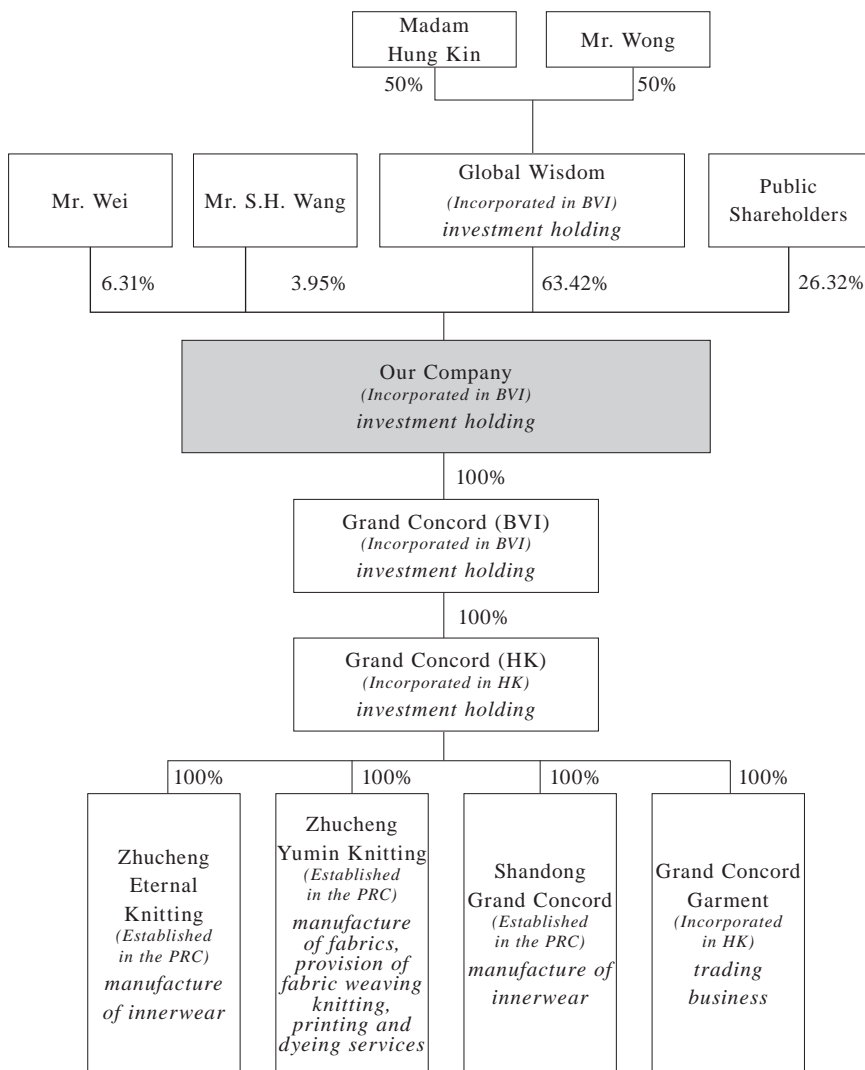 Madam
Hung Kin
Mr. Wong
50%
50%
Mr. Wei
Mr. S.H. Wang
Global Wisdom
(Incorporated in BVI)
investment holding
Public
Shareholders
6.31%
3.95%
63.42%
26.32%
Our Company
(Incorporated in BVI)
investment holding
100%
Grand Concord (BVI)
(Incorporated in BVI)
investment holding
100%
Grand Concord (HK)
(Incorporated in HK)
investment holding
100%
100%
100%
100%
Zhucheng
Eternal
Knitting
(Established
in the PRC)
manufacture
of innerwear
Zhucheng
Yumin Knitting
(Established
in the PRC)
manufacture
of fabrics,
provision of
fabric weaving
knitting,
printing and
dyeing services
Shandong
Grand Concord
(Established
in the PRC)
manufacture of
innerwear
Grand Concord
Garment
(Incorporated
in HK)
trading
business